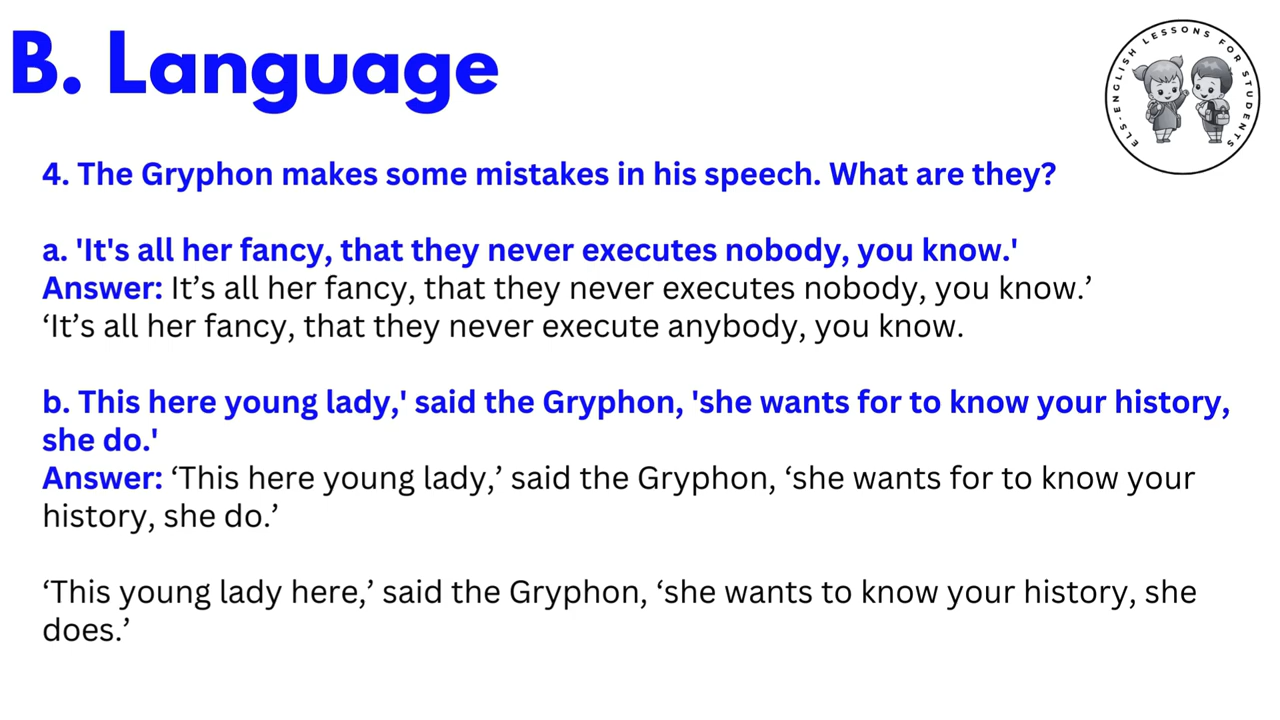 B. Language
ELS-ENGLISH LESSONS FOR STUDENTS
4. The Gryphon makes some mistakes in his speech. What are they?
a. 'It's all her fancy, that they never executes nobody, you know.'
Answer: It’s all her fancy, that they never executes nobody, you know.’
‘It’s all her fancy, that they never execute anybody, you know.
b. This here young lady,' said the Gryphon, 'she wants for to know your history,
she do.'
Answer: ‘This here young lady,’ said the Gryphon, ‘she wants for to know your
history, she do.’
‘This young lady here,’ said the Gryphon, ‘she wants to know your history, she
does.’